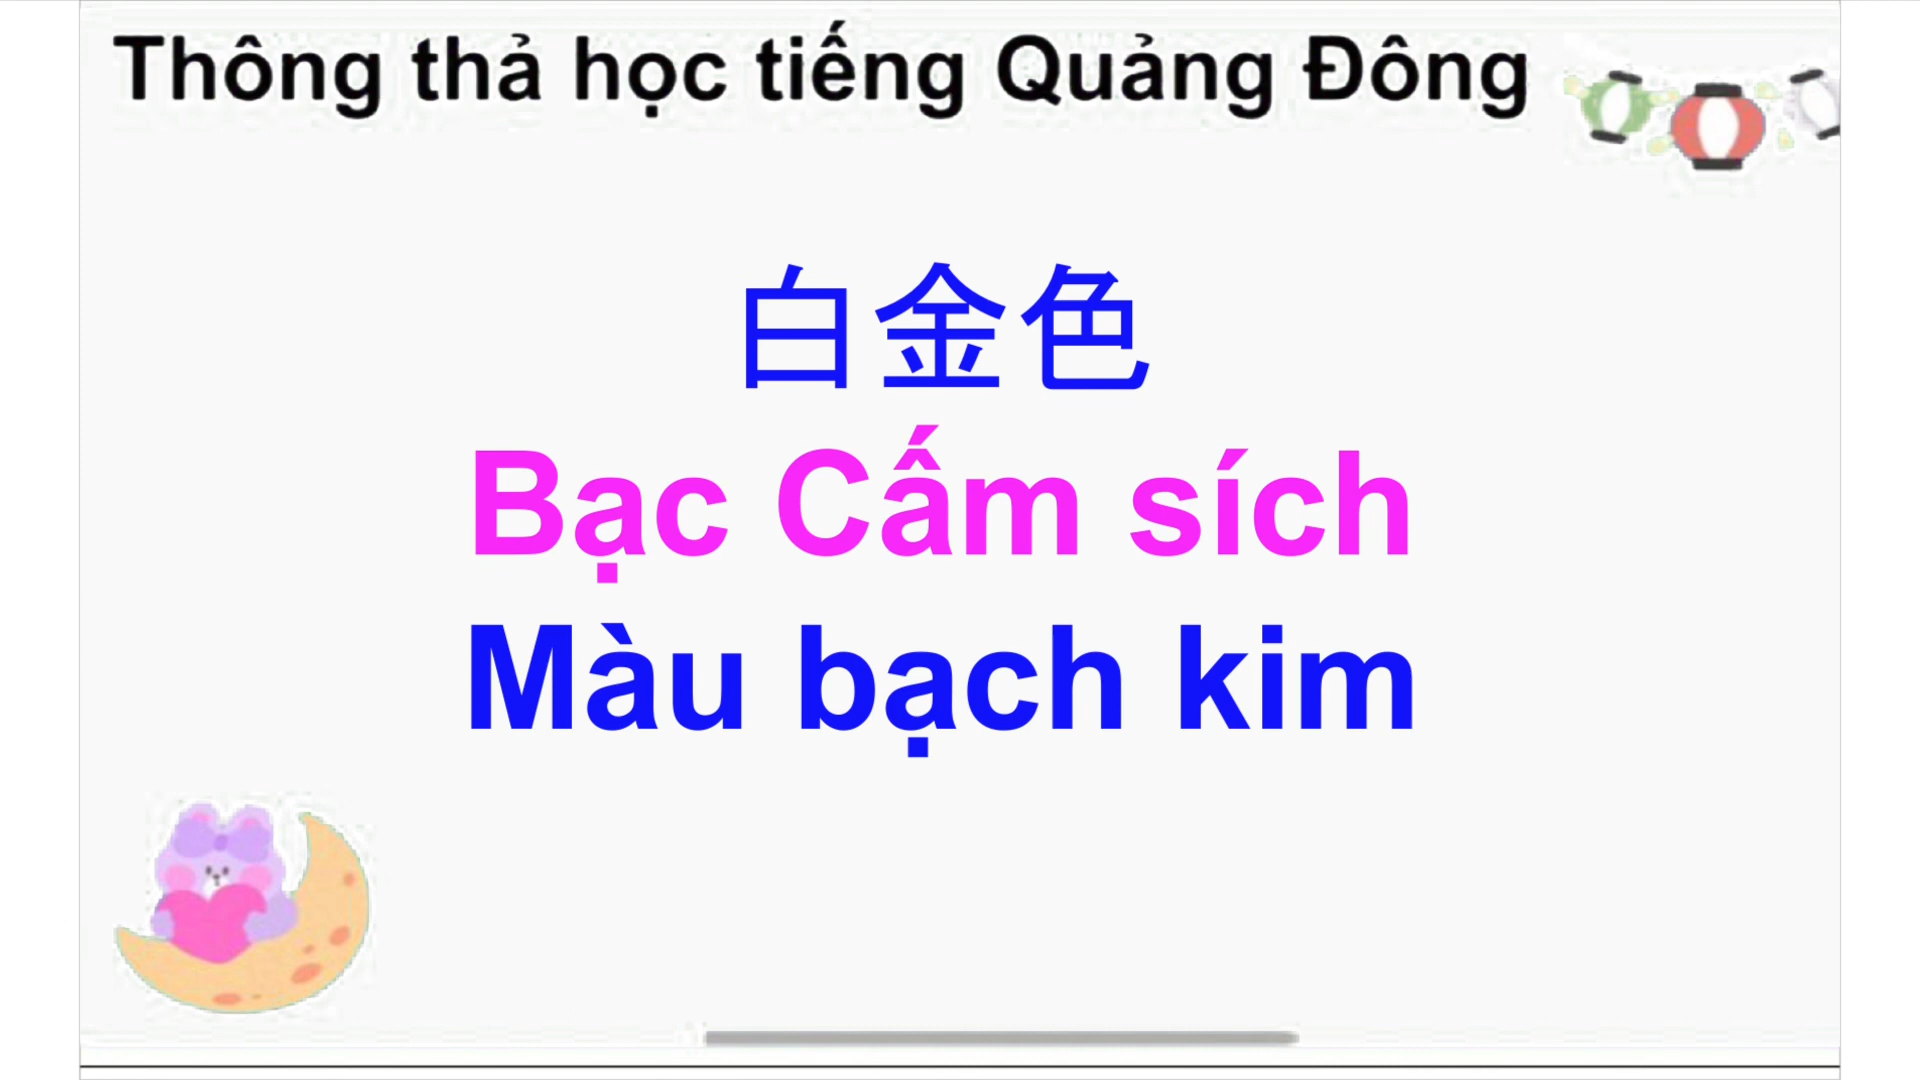 Thông thả học tiếng Quảng Đông
白金色
Bạc Cấm sích
Màu bạch kim